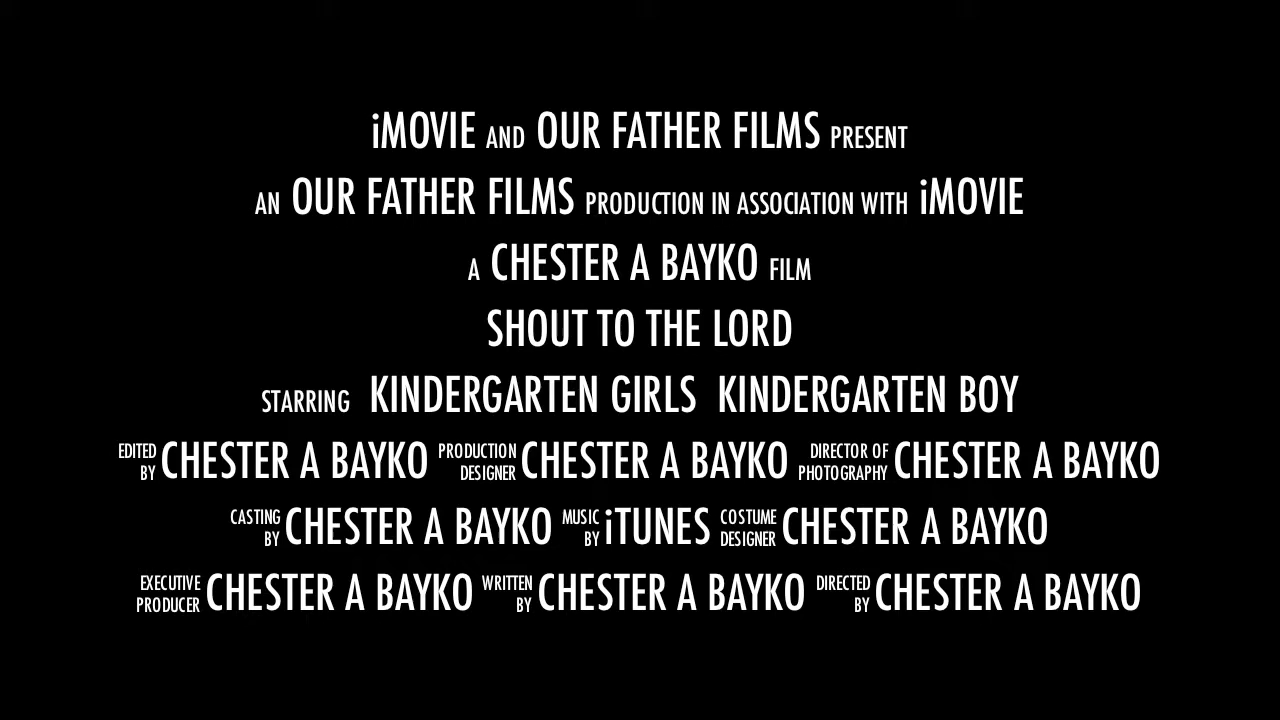 iMOVIE AND OUR FATHER FILMS PRESENT
AN OUR FATHER FILMS PRODUCTION IN ASSOCIATION WITH iMOVIE
A CHESTER A BAYKO FILM
SHOUT TO THE LORD
STARRING KINDERGARTEN GIRLS KINDERGARTEN BOY
EDITED BY CHESTER A BAYKO PRODUCTION DESIGNER CHESTER A BAYKO DIRECTOR OF PHOTOGRAPHY CHESTER A BAYKO
CASTING BY CHESTER A BAYKO MUSIC BY iTUNES COSTUME DESIGNER CHESTER A BAYKO
EXECUTIVE PRODUCER CHESTER A BAYKO WRITTEN BY CHESTER A BAYKO DIRECTED BY CHESTER A BAYKO